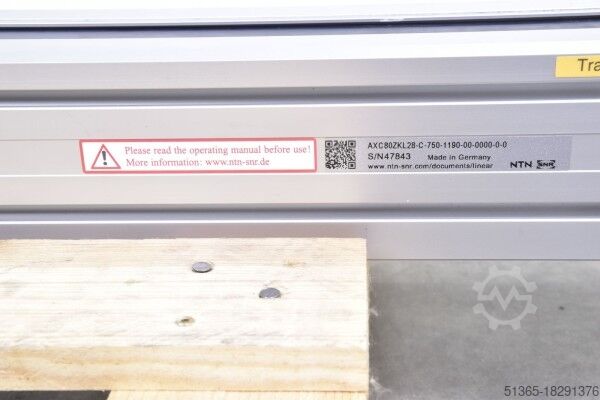 Tra
Please read the operating manual before use!
More information: www.ntn-snr.de
AXC80ZKL28-C-750-1190-00-0000-0-0
S/N47843 Made in Germany
www.ntn-snr.com/documents/linear
NTN SNR
51365-18291376